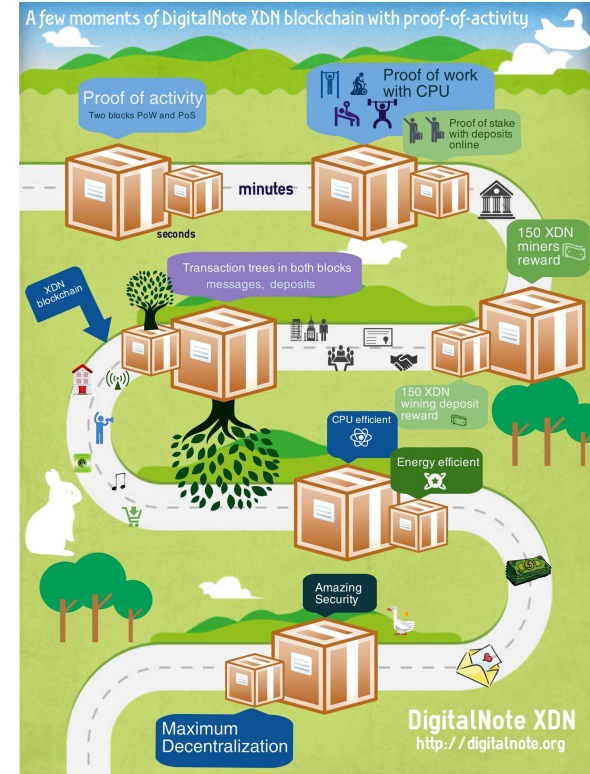 A few moments of DigitalNote XDN blockchain with proof-of-activity
Proof of activity
Two blocks PoW and PoS
Proof of work
with CPU
Proof of stake
with deposits
online
minutes
seconds
150 XDN
miners
reward
Transaction trees in both blocks
messages, deposits
XDN
blockchain
150 XDN
wining deposit
reward
CPU efficient
Energy efficient
Amazing
Security
Maximum
Decentralization
DigitalNote XDN
http://digitalnote.org